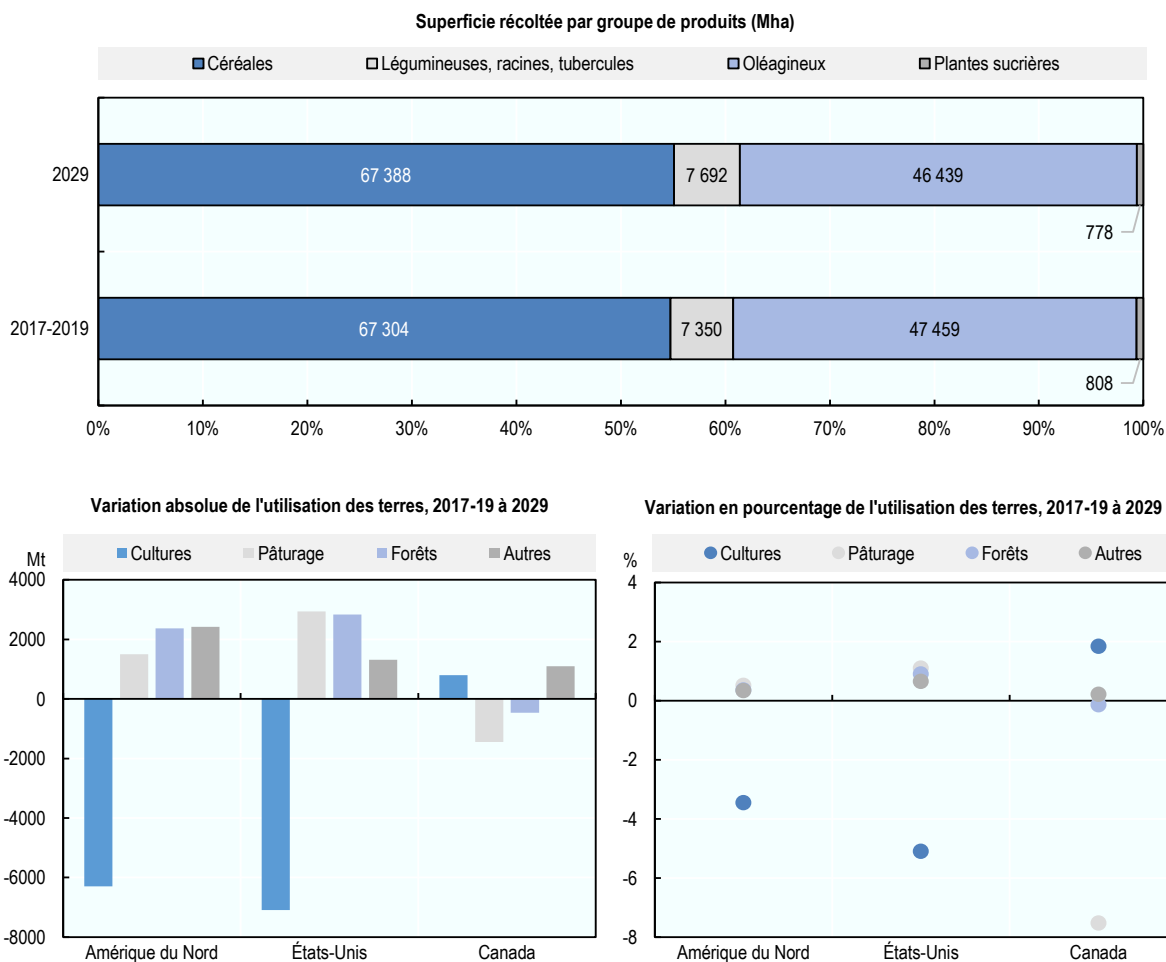 Superficie récoltée par groupe de produits (Mha)
Céréales Légumineuses, racines, tubercules Oléagineux Plantes sucrières
2029 67 388 7 692 46 439
778
2017-2019 67 304 7 350 47 459
808
0% 10% 20% 30% 40% 50% 60% 70% 80% 90% 100%
Variation absolue de l'utilisation des terres, 2017-19 à 2029
Mt
Cultures Pâturage Forêts Autres
4000
2000
0
-2000
-4000
-6000
-8000
Amérique du Nord États-Unis Canada
Variation en pourcentage de l'utilisation des terres, 2017-19 à 2029
%
Cultures Pâturage Forêts Autres
4
2
0
-2
-4
-6
-8
Amérique du Nord États-Unis Canada